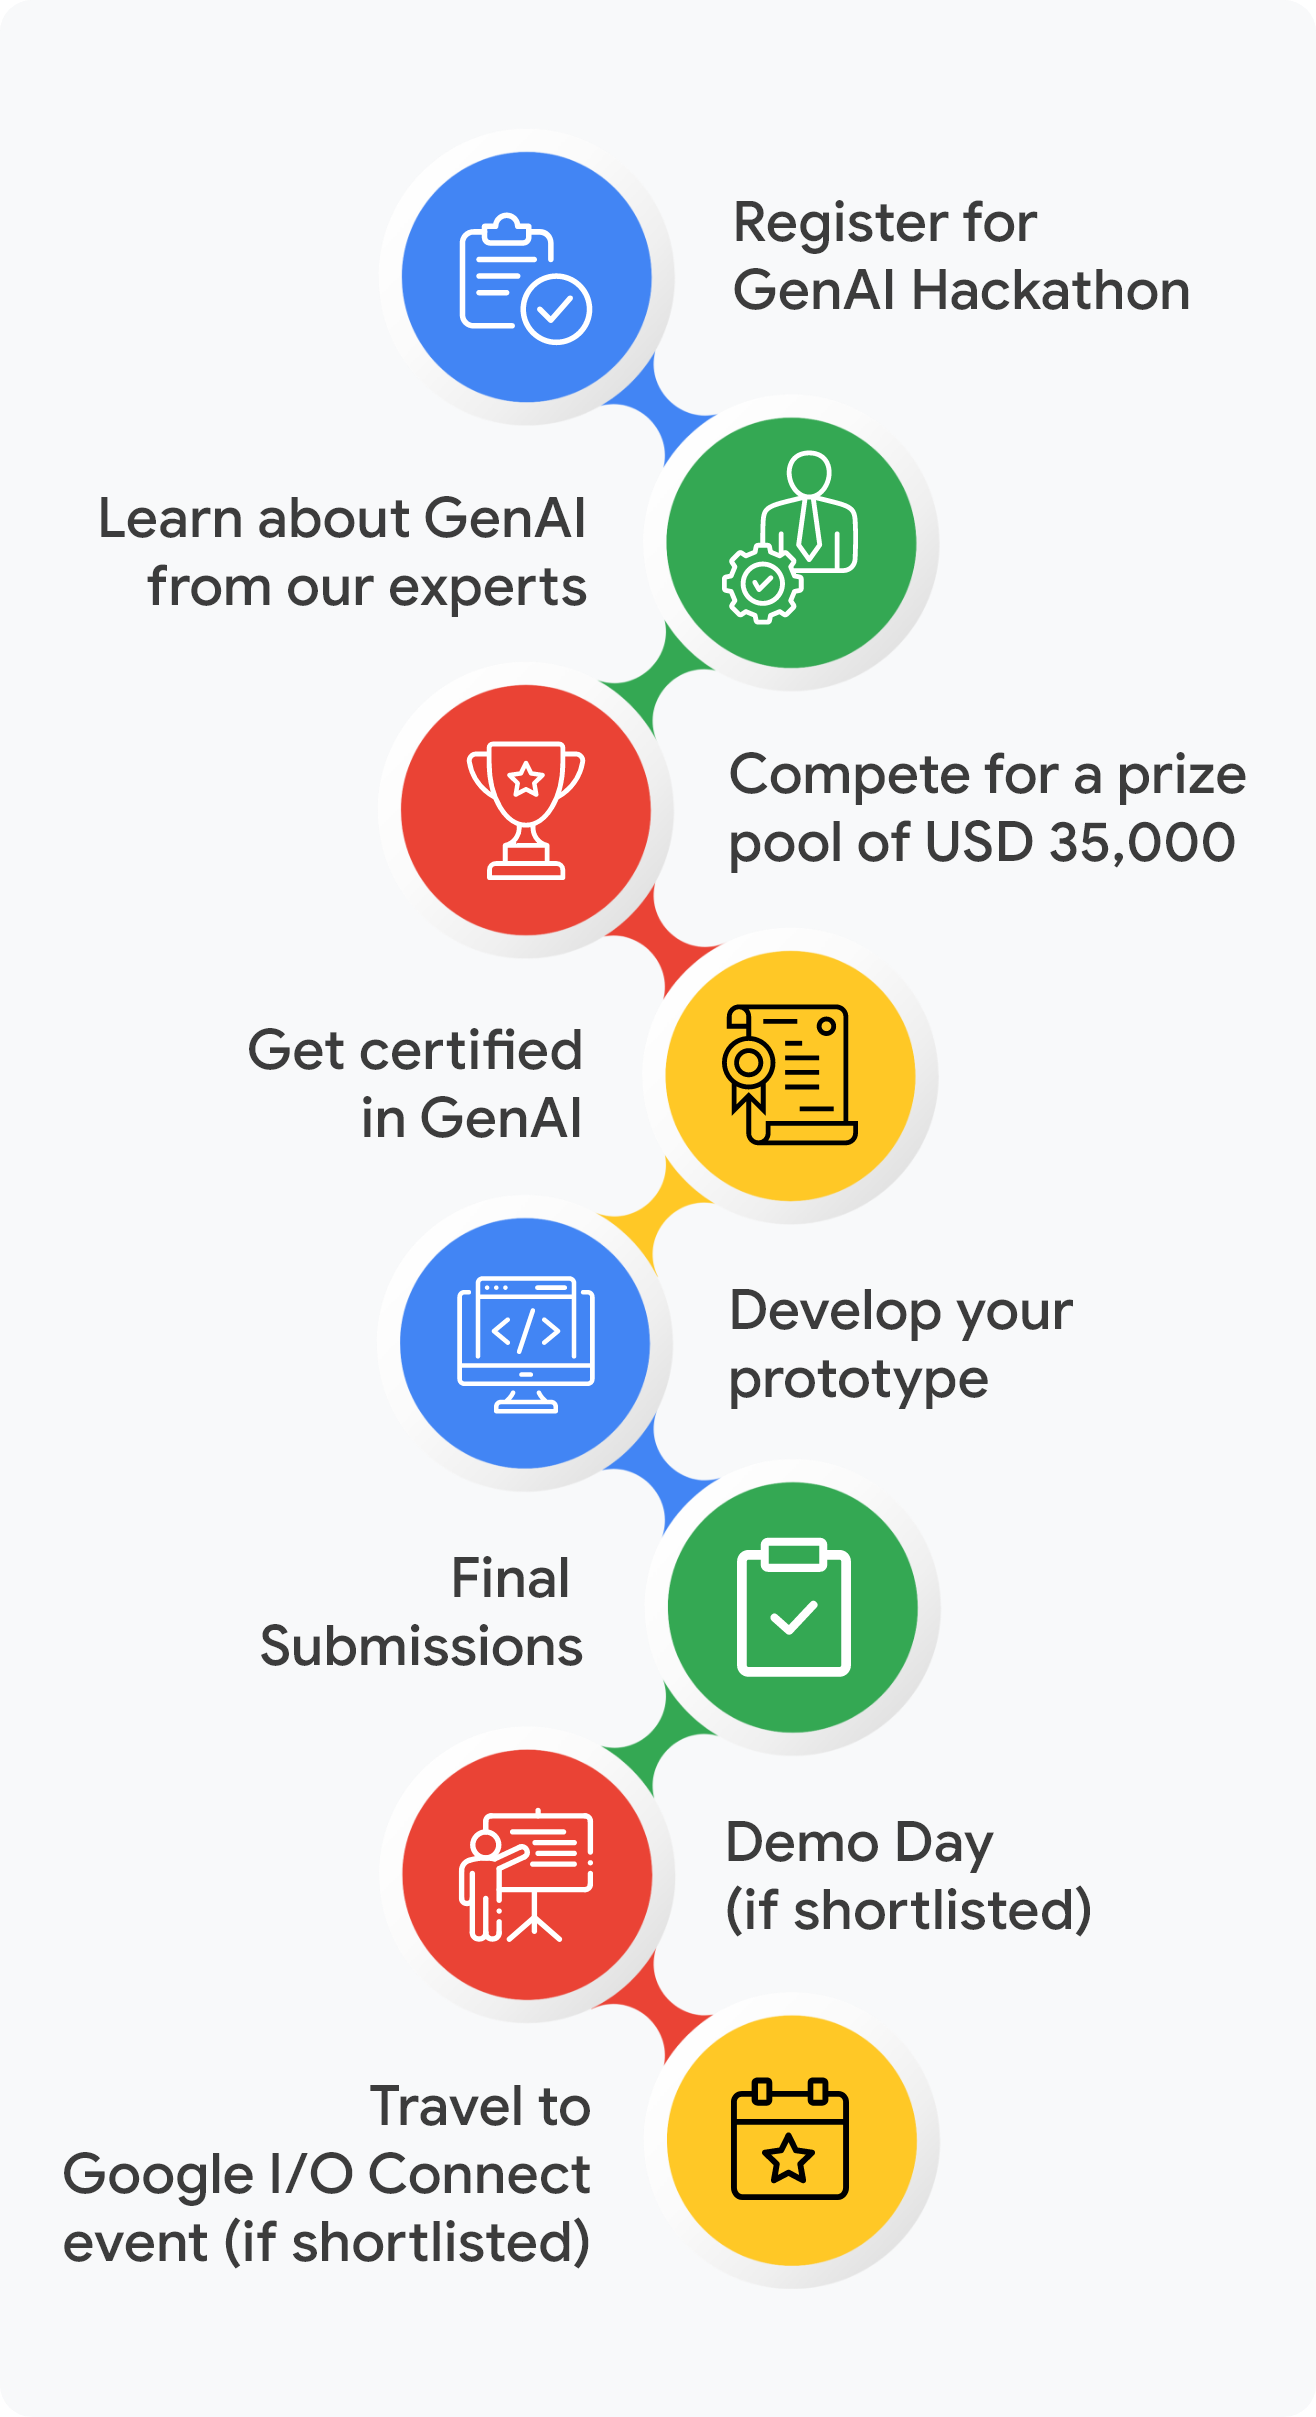 Register for
GenAI Hackathon
Learn about GenAI
from our experts
Compete for a prize
pool of USD 35,000
Get certified
in GenAI
Develop your
prototype
Final
Submissions
Demo Day
(if shortlisted)
Travel to
Google I/O Connect
event (if shortlisted)